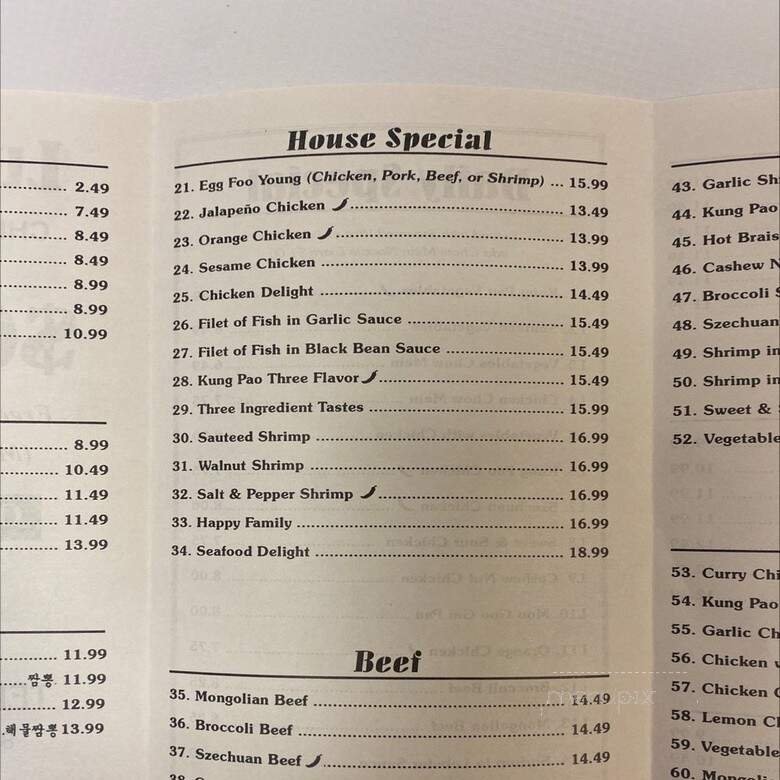 2.49
7.49
8.49
8.49
8.99
8.99
10.99
8.99
10.49
11.49
11.49
13.99
11.99
짬뽕 11.99
12.99
해물짬뽕 13.99
House Special
21. Egg Foo Young (Chicken, Pork, Beef, or Shrimp) ... 15.99
22. Jalapeño Chicken 13.49
23. Orange Chicken 13.99
24. Sesame Chicken 13.99
25. Chicken Delight 14.49
26. Filet of Fish in Garlic Sauce 15.49
27. Filet of Fish in Black Bean Sauce 15.49
28. Kung Pao Three Flavor 15.49
29. Three Ingredient Tastes 15.99
30. Sauteed Shrimp 16.99
31. Walnut Shrimp 16.99
32. Salt & Pepper Shrimp 16.99
33. Happy Family 16.99
34. Seafood Delight 18.99
Beef
35. Mongolian Beef 14.49
36. Broccoli Beef 14.49
37. Szechuan Beef 14.49
43. Garlic
44. Kung Pao
45. Hot
46. Cashew
47. Broccoli
48. Szechuan
49. Shrimp in
50. Shrimp in
51. Sweet &
52. Vegetable
53. Curry
54. Kung Pao
55. Garlic
56. Chicken
57. Chicken
58. Lemon
59. Vegetable
60.